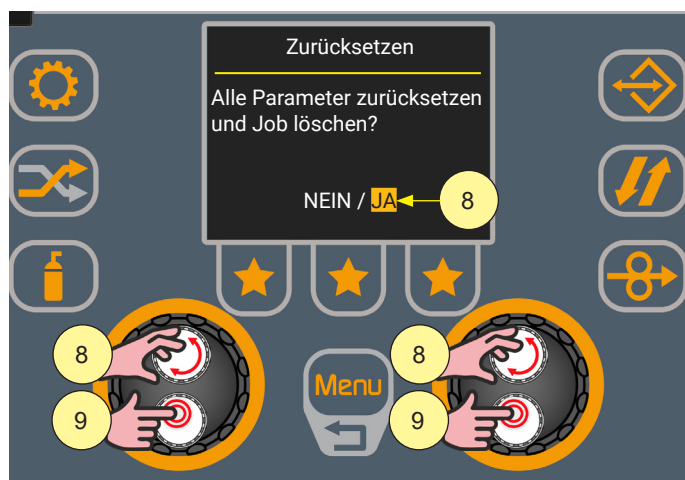 Zurücksetzen
Alle Parameter zurücksetzen
und Job löschen?
NEIN / JA
8
8
8
9
Menu
9